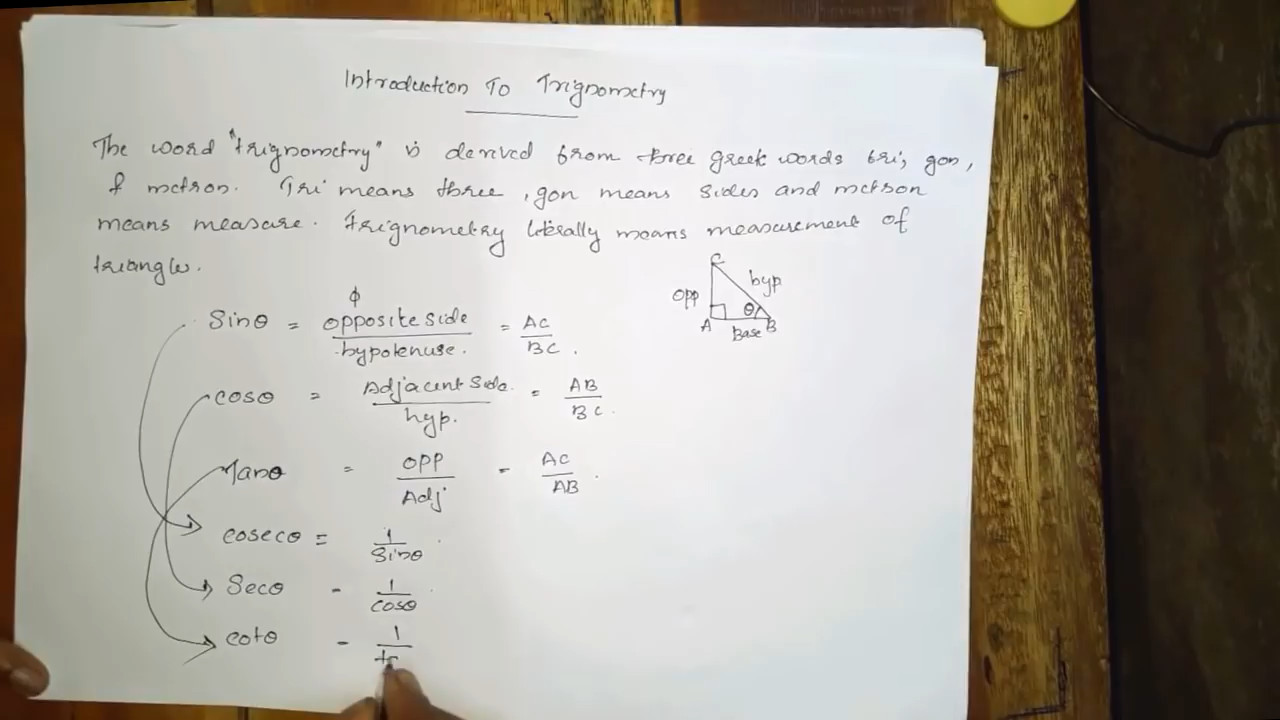 Introduction To Trignometry
The word "trignometry" is derived from three greek words tri, gon,
& metron. Tri means three, gon means sides and metron
means measure. trignometry literally means measurement of
triangle.
C
opp hyp
θ
A Base B
ϕ
Sinθ = opposite side / hypotenuse. = AC / BC.
cosθ = Adjacent side. / hyp. = AB / BC.
Tanθ = opp / Adj = AC / AB.
cosecθ = 1 / Sinθ.
Secθ - 1 / cosθ.
cotθ - 1 /